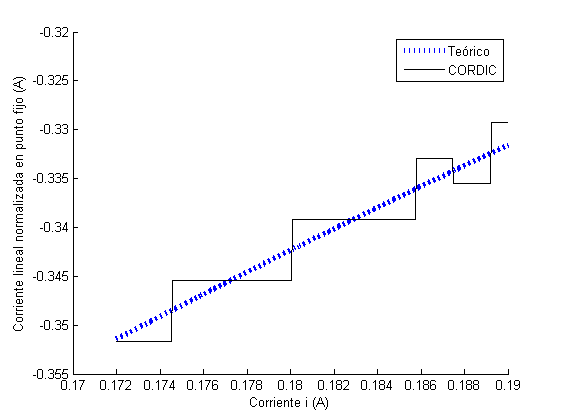 -0.32
-0.325
-0.33
-0.335
-0.34
-0.345
-0.35
-0.355
0.17 0.172 0.174 0.176 0.178 0.18 0.182 0.184 0.186 0.188 0.19
Corriente i (A)
Corriente lineal normalizada en punto fijo (A)
Teórico
CORDIC